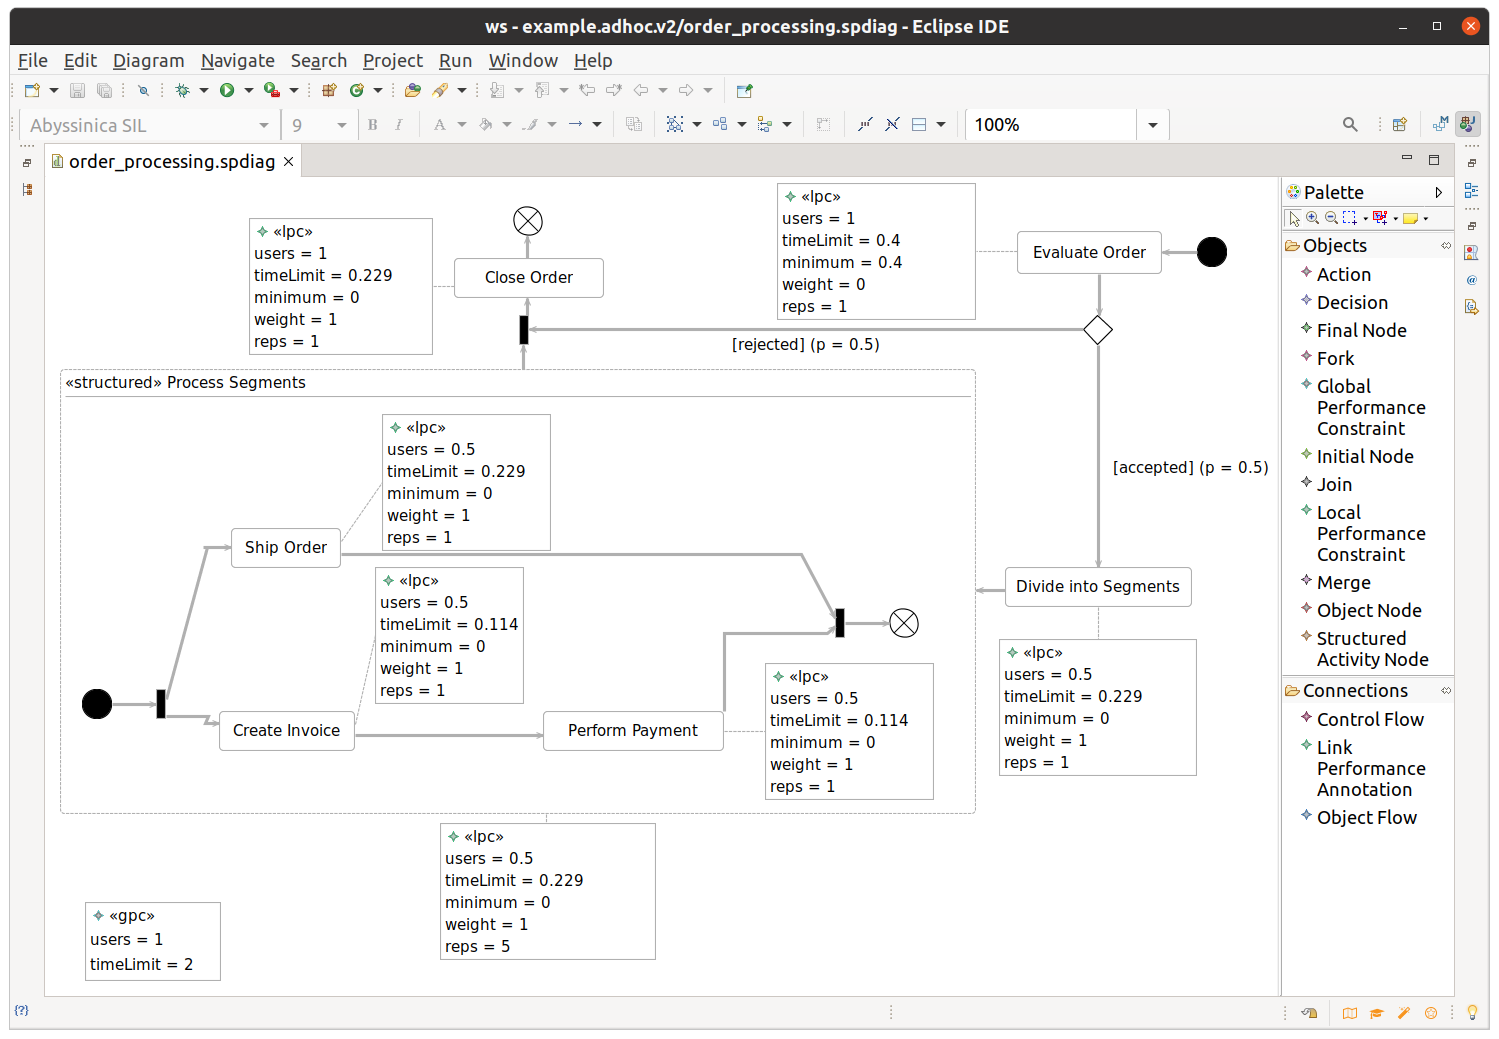 ws - example.adhoc.v2/order_processing.spdiag - Eclipse IDE
File Edit Diagram Navigate Search Project Run Window Help
Abyssinica SIL 9 B I A 100%
order_processing.spdiag
«lpc»
users = 1
timeLimit = 0.229
minimum = 0
weight = 1
reps = 1
Close Order
«lpc»
users = 1
timeLimit = 0.4
minimum = 0.4
weight = 0
reps = 1
Evaluate Order
[rejected] (p = 0.5)
[accepted] (p = 0.5)
«structured» Process Segments
«lpc»
users = 0.5
timeLimit = 0.229
minimum = 0
weight = 1
reps = 1
Ship Order
«lpc»
users = 0.5
timeLimit = 0.114
minimum = 0
weight = 1
reps = 1
Create Invoice
Perform Payment
«lpc»
users = 0.5
timeLimit = 0.114
minimum = 0
weight = 1
reps = 1
Divide into Segments
«lpc»
users = 0.5
timeLimit = 0.229
minimum = 0
weight = 1
reps = 1
«lpc»
users = 0.5
timeLimit = 0.229
minimum = 0
weight = 1
reps = 5
«gpc»
users = 1
timeLimit = 2
Palette
Objects
Action
Decision
Final Node
Fork
Global
Performance
Constraint
Initial Node
Join
Local
Performance
Constraint
Merge
Object Node
Structured
Activity Node
Connections
Control Flow
Link
Performance
Annotation
Object Flow